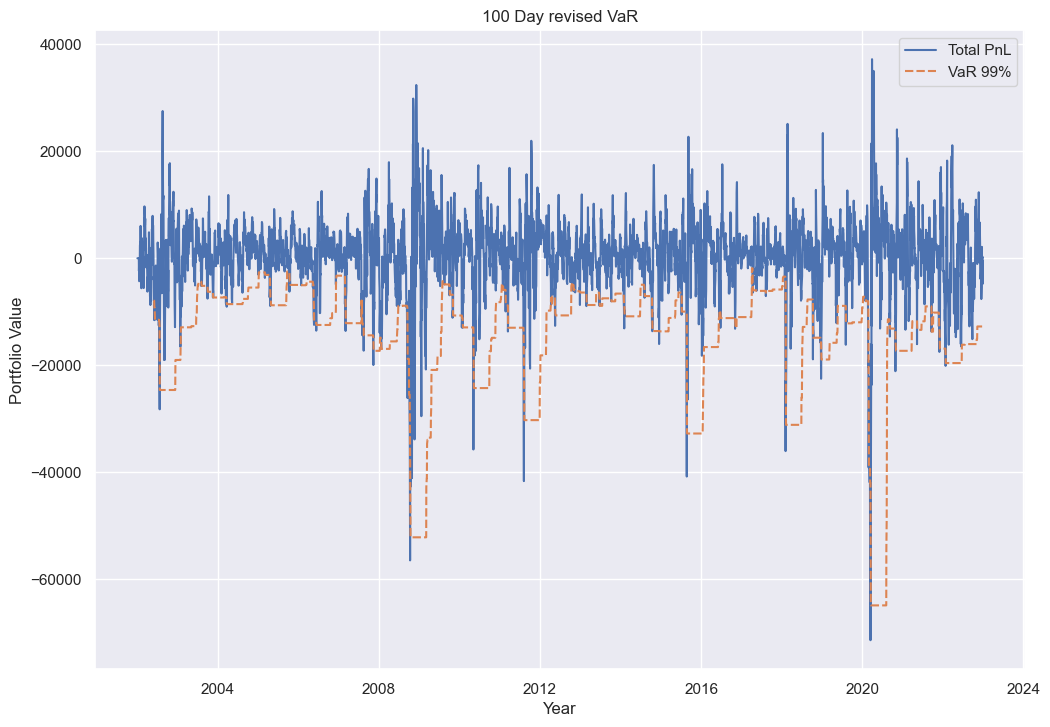 100 Day revised VaR
Total PnL
VaR 99%
40000
20000
0
−20000
−40000
−60000
Portfolio Value
2004
2008
2012
2016
2020
2024
Year